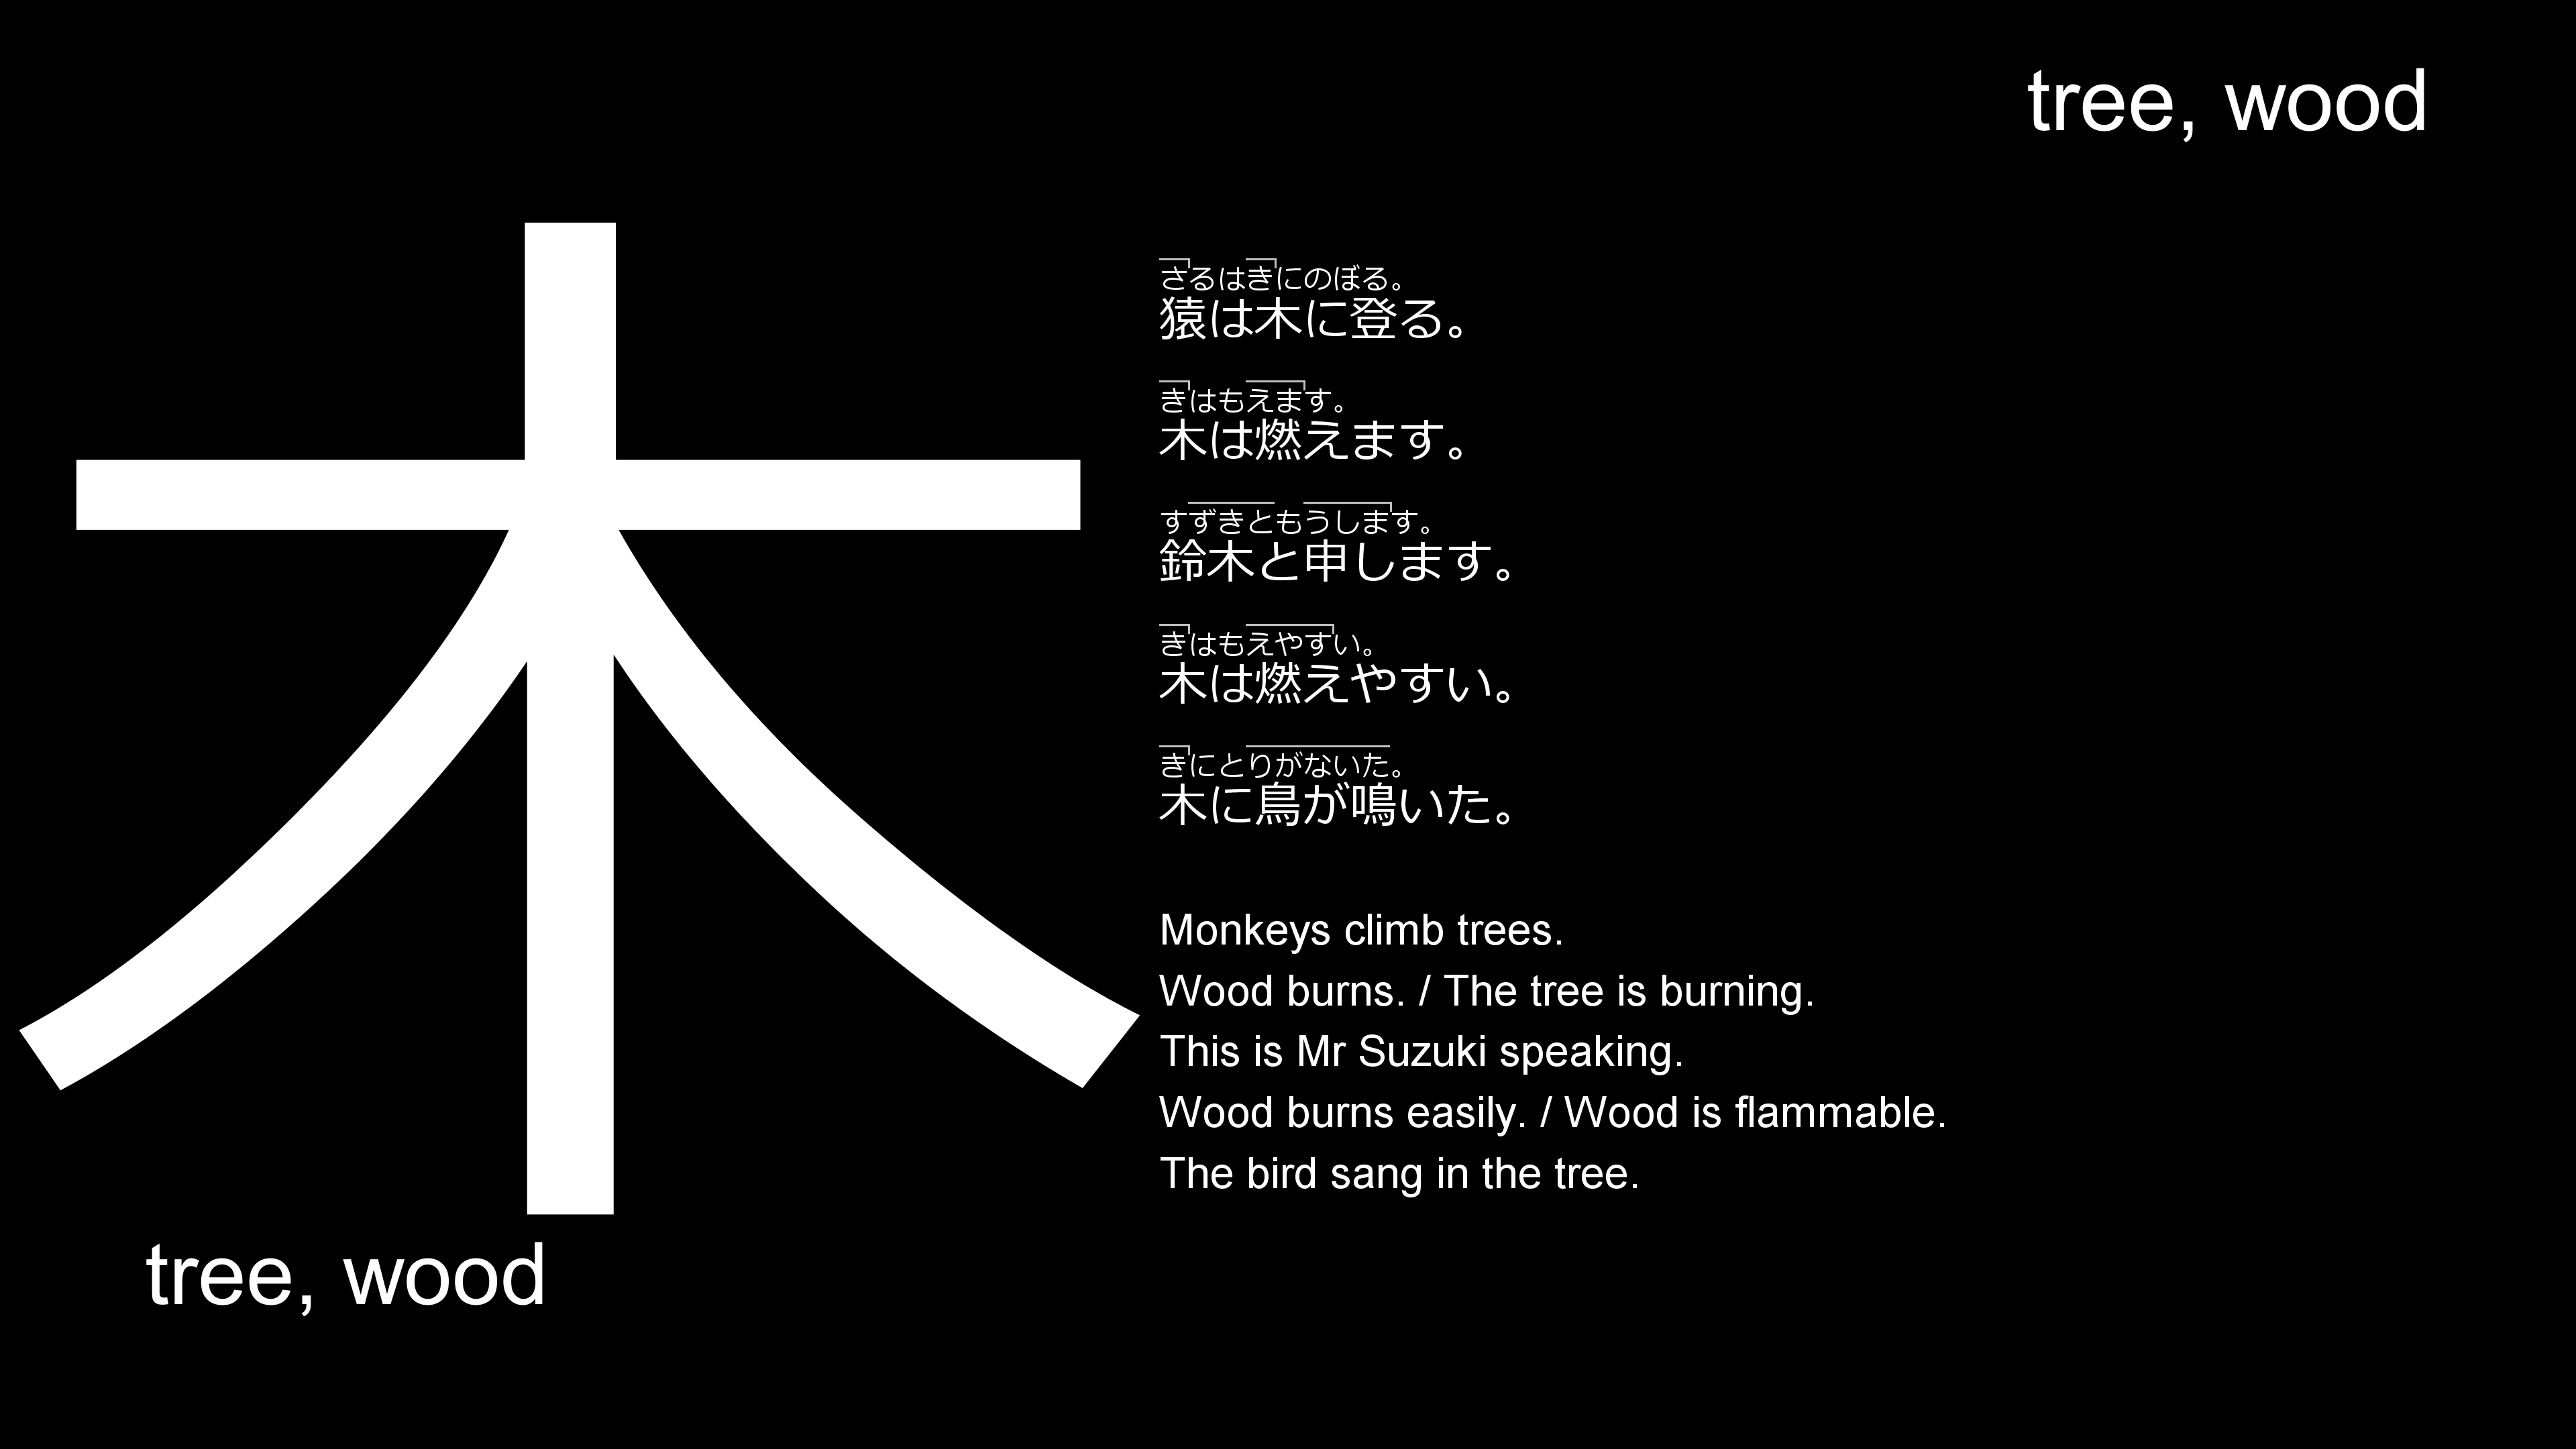 tree, wood
木
さるはきにのぼる。
猿は木に登る。
きはもえます。
木は燃えます。
すずきともうします。
鈴木と申します。
きはもえやすい。
木は燃えやすい。
きにとりがないた。
木に鳥が鳴いた。
Monkeys climb trees.
Wood burns. / The tree is burning.
This is Mr Suzuki speaking.
Wood burns easily. / Wood is flammable.
The bird sang in the tree.
tree, wood